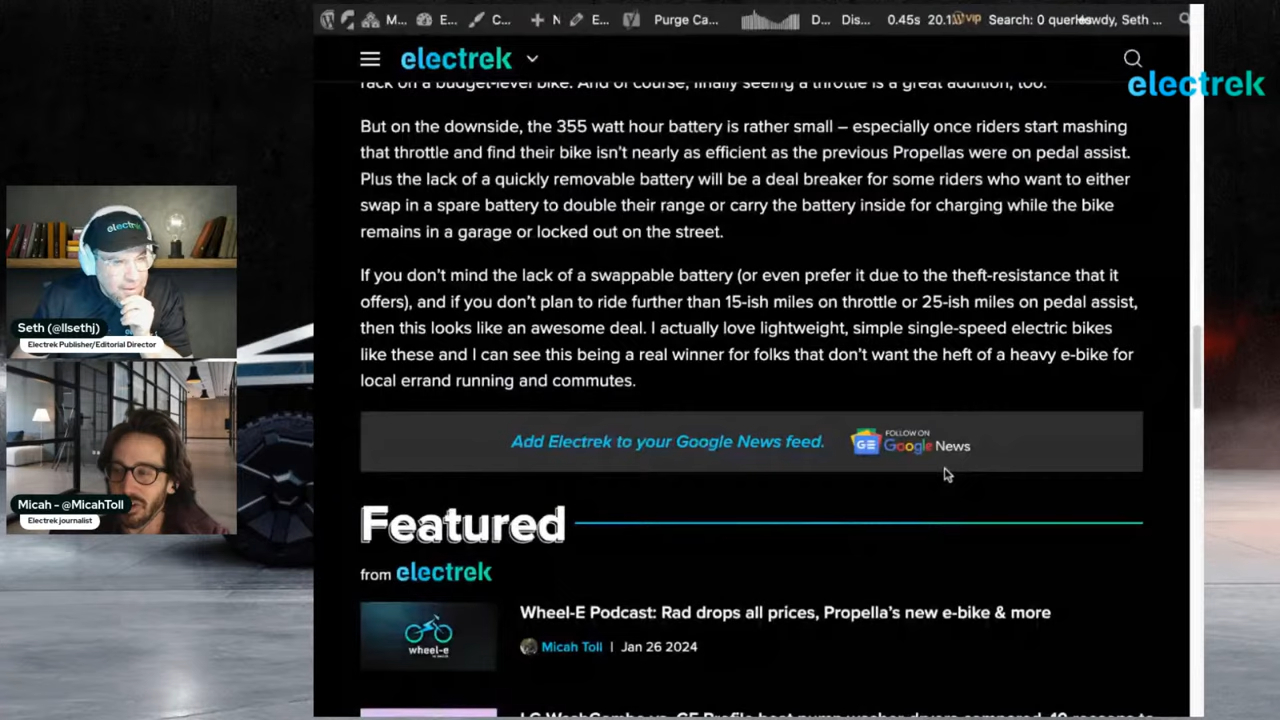 M... E... C... N E... Purge Ca... D... Dis... 0.45s 20.1 VIP Search: 0 queries Howdy, Seth ...
electrek
electrek
rack on a budget-level bike. And of course, finally seeing a throttle is a great addition, too.
But on the downside, the 355 watt hour battery is rather small – especially once riders start mashing
that throttle and find their bike isn't nearly as efficient as the previous Propellas were on pedal assist.
Plus the lack of a quickly removable battery will be a deal breaker for some riders who want to either
swap in a spare battery to double their range or carry the battery inside for charging while the bike
remains in a garage or locked out on the street.
If you don't mind the lack of a swappable battery (or even prefer it due to the theft-resistance that it
offers), and if you don't plan to ride further than 15-ish miles on throttle or 25-ish miles on pedal assist,
then this looks like an awesome deal. I actually love lightweight, simple single-speed electric bikes
like these and I can see this being a real winner for folks that don't want the heft of a heavy e-bike for
local errand running and commutes.
Add Electrek to your Google News feed.
FOLLOW ON
GE Google News
Featured
from electrek
wheel-e
Wheel-E Podcast: Rad drops all prices, Propella's new e-bike & more
Micah Toll | Jan 26 2024
electrek
Seth (@llsethj)
Electrek Publisher/Editorial Director
Micah - @MicahToll
Electrek journalist